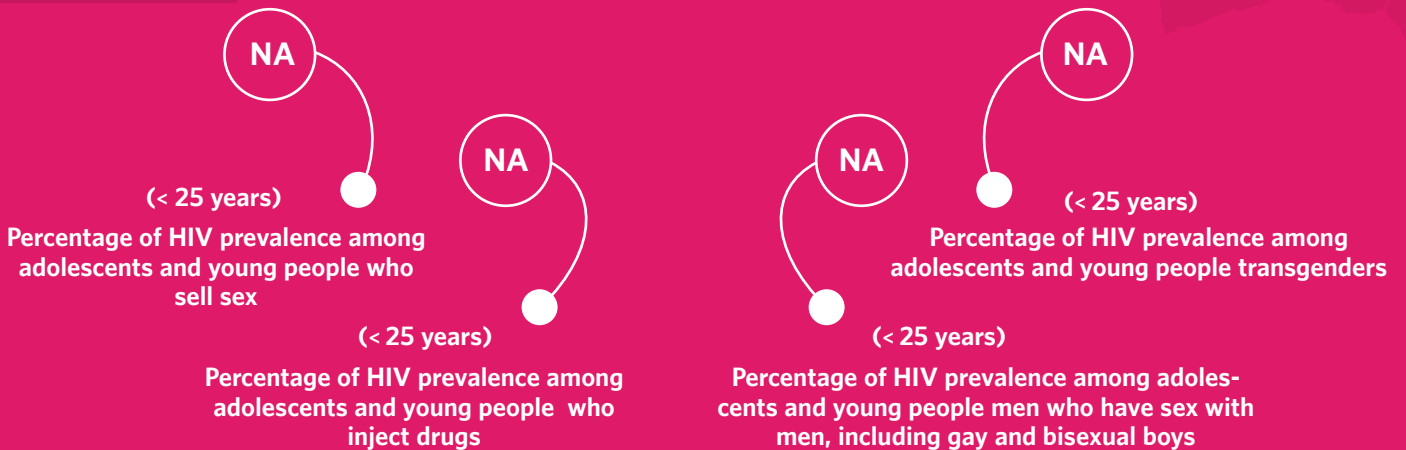 NA
(< 25 years)
Percentage of HIV prevalence among
adolescents and young people who
sell sex
NA
(< 25 years)
Percentage of HIV prevalence among
adolescents and young people who
inject drugs
NA
(< 25 years)
Percentage of HIV prevalence among adoles-
cents and young people men who have sex with
men, including gay and bisexual boys
NA
(< 25 years)
Percentage of HIV prevalence among
adolescents and young people transgenders